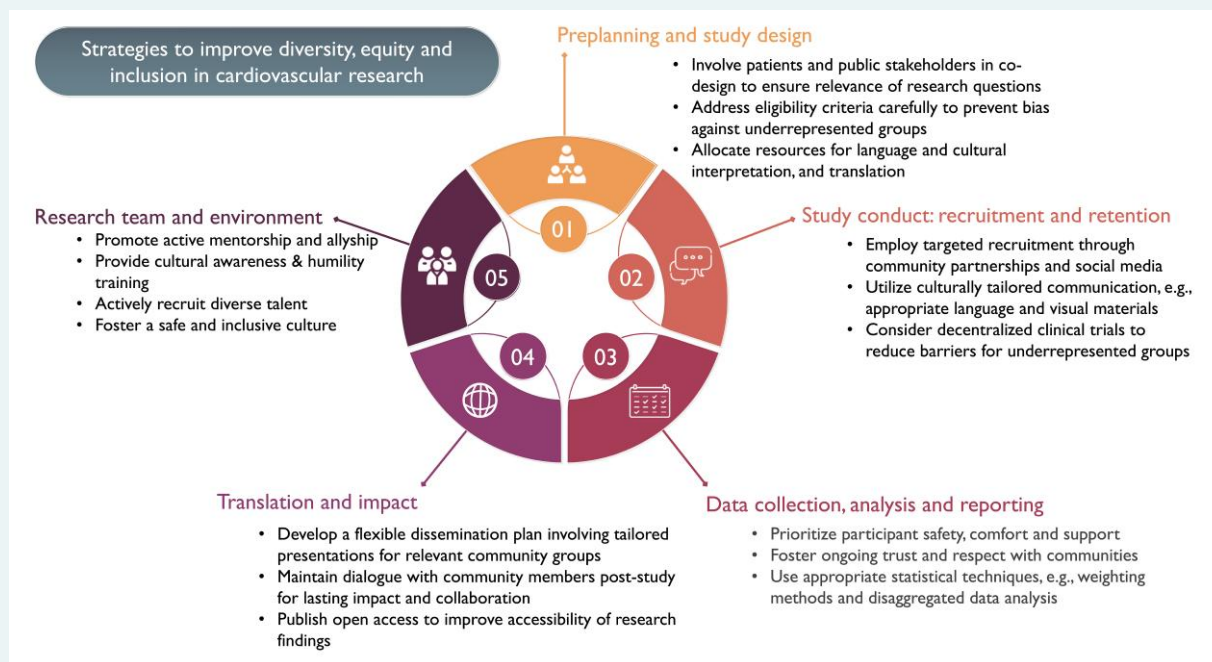 Strategies to improve diversity, equity and
inclusion in cardiovascular research
Preplanning and study design
• Involve patients and public stakeholders in co-
design to ensure relevance of research questions
• Address eligibility criteria carefully to prevent bias
against underrepresented groups
• Allocate resources for language and cultural
interpretation, and translation
01
Study conduct: recruitment and retention
• Employ targeted recruitment through
community partnerships and social media
• Utilize culturally tailored communication, e.g.,
appropriate language and visual materials
• Consider decentralized clinical trials to
reduce barriers for underrepresented groups
02
Data collection, analysis and reporting
• Prioritize participant safety, comfort and support
• Foster ongoing trust and respect with communities
• Use appropriate statistical techniques, e.g., weighting
methods and disaggregated data analysis
03
Translation and impact
• Develop a flexible dissemination plan involving tailored
presentations for relevant community groups
• Maintain dialogue with community members post-study
for lasting impact and collaboration
• Publish open access to improve accessibility of research
findings
04
Research team and environment
• Promote active mentorship and allyship
• Provide cultural awareness & humility
training
• Actively recruit diverse talent
• Foster a safe and inclusive culture
05